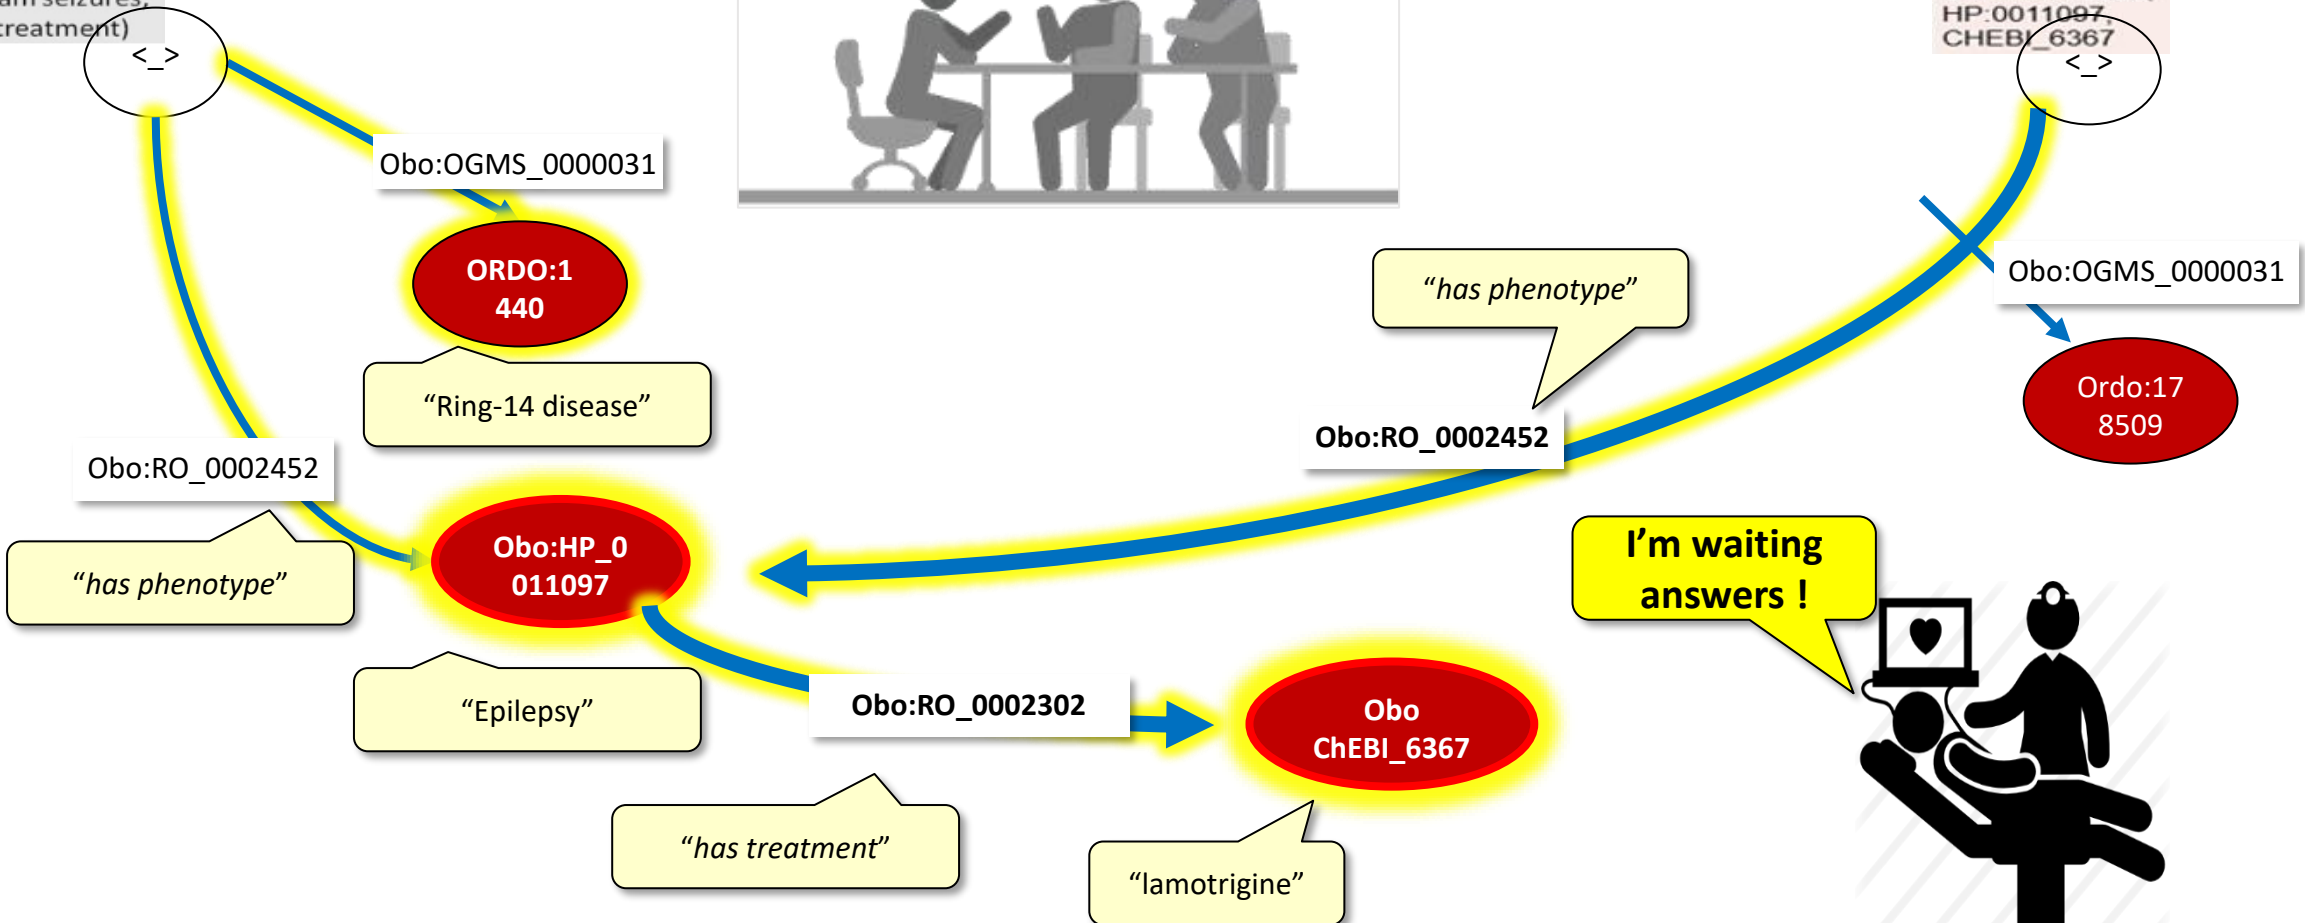 treatment)
<_>
HP:0011097,
CHEBI_6367
<_>
Obo:OGMS_0000031
ORDO:1
440
“has phenotype”
Obo:OGMS_0000031
“Ring-14 disease”
Ordo:17
8509
Obo:RO_0002452
Obo:RO_0002452
“has phenotype”
Obo:HP_0
011097
I’m waiting
answers !
“Epilepsy”
Obo:RO_0002302
Obo
ChEBI_6367
“has treatment”
“lamotrigine”